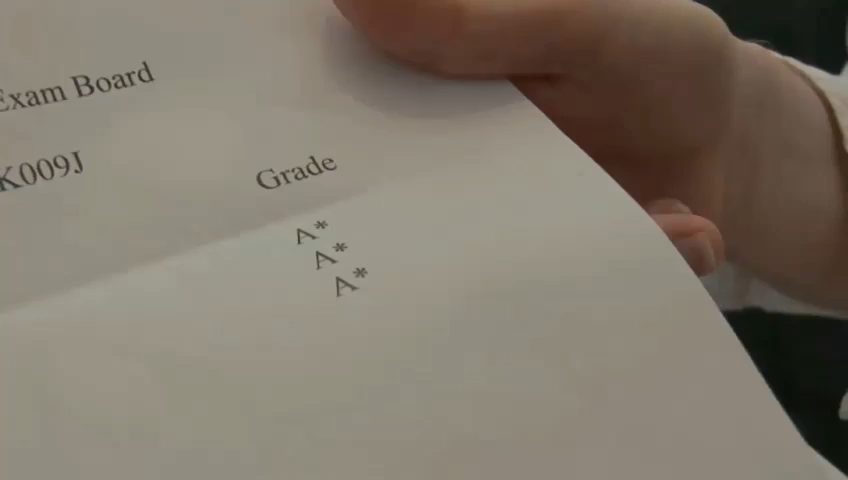 Exam Board
K009J
Grade
A*
A*
A*